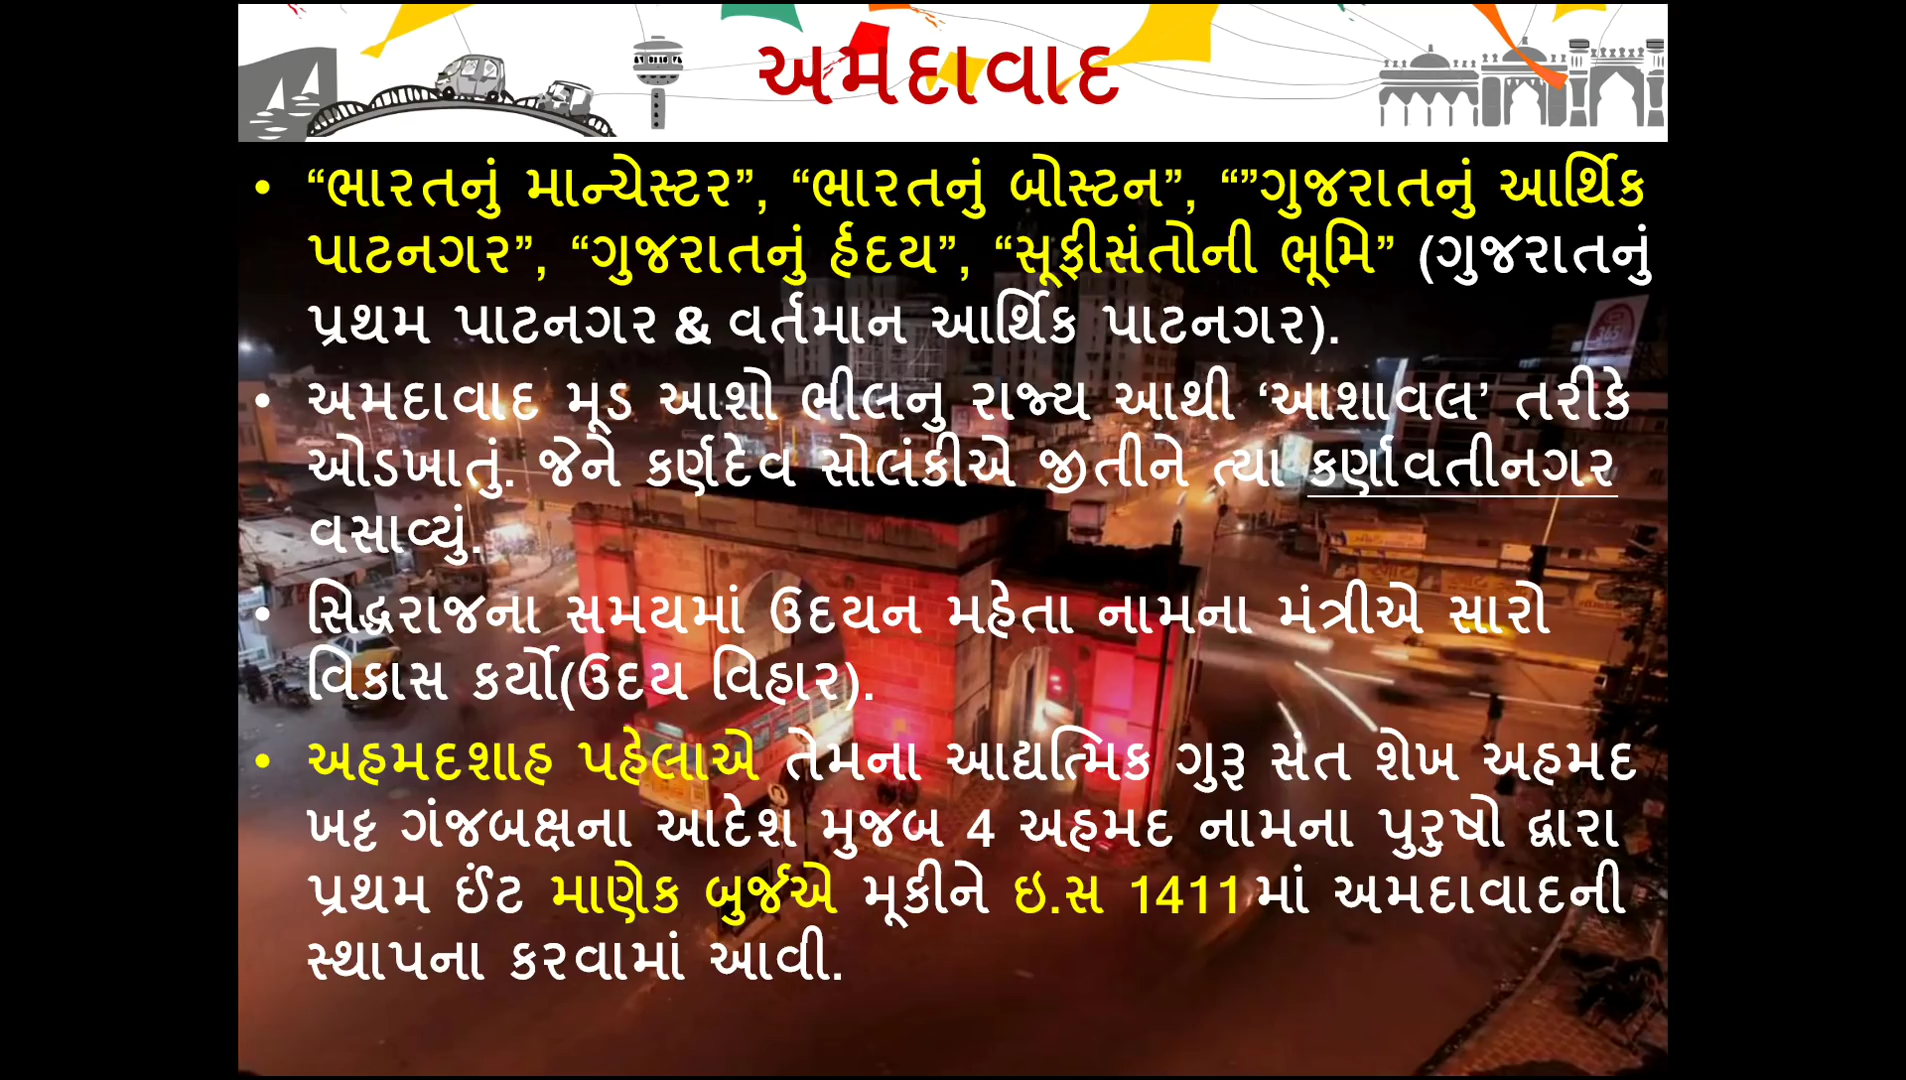 અમદાવાદ
• “ભારતનું માન્ચેસ્ટર”, “ભારતનું બોસ્ટન”, “”ગુજરાતનું આર્થિક
પાટનગર”, “ગુજરાતનું ર્હદય”, “સૂફીસંતોની ભૂમિ” (ગુજરાતનું
પ્રથમ પાટનગર & વર્તમાન આર્થિક પાટનગર).
• અમદાવાદ મૂડ આશો ભીલનુ રાજ્ય આથી ‘આશાવલ’ તરીકે
ઓડખાતું. જેને કર્ણદેવ સોલંકીએ જીતીને ત્યા કર્ણાવતીનગર
વસાવ્યું.
• સિદ્ધરાજના સમયમાં ઉદયન મહેતા નામના મંત્રીએ સારો
વિકાસ કર્યો(ઉદય વિહાર).
• અહમદશાહ પહેલાએ તેમના આદ્યત્મિક ગુરૂ સંત શેખ અહમદ
ખટ્ટ ગંજબક્ષના આદેશ મુજબ 4 અહમદ નામના પુરુષો દ્વારા
પ્રથમ ઈંટ માણેક બુર્જએ મૂકીને ઇ.સ 1411માં અમદાવાદની
સ્થાપના કરવામાં આવી.